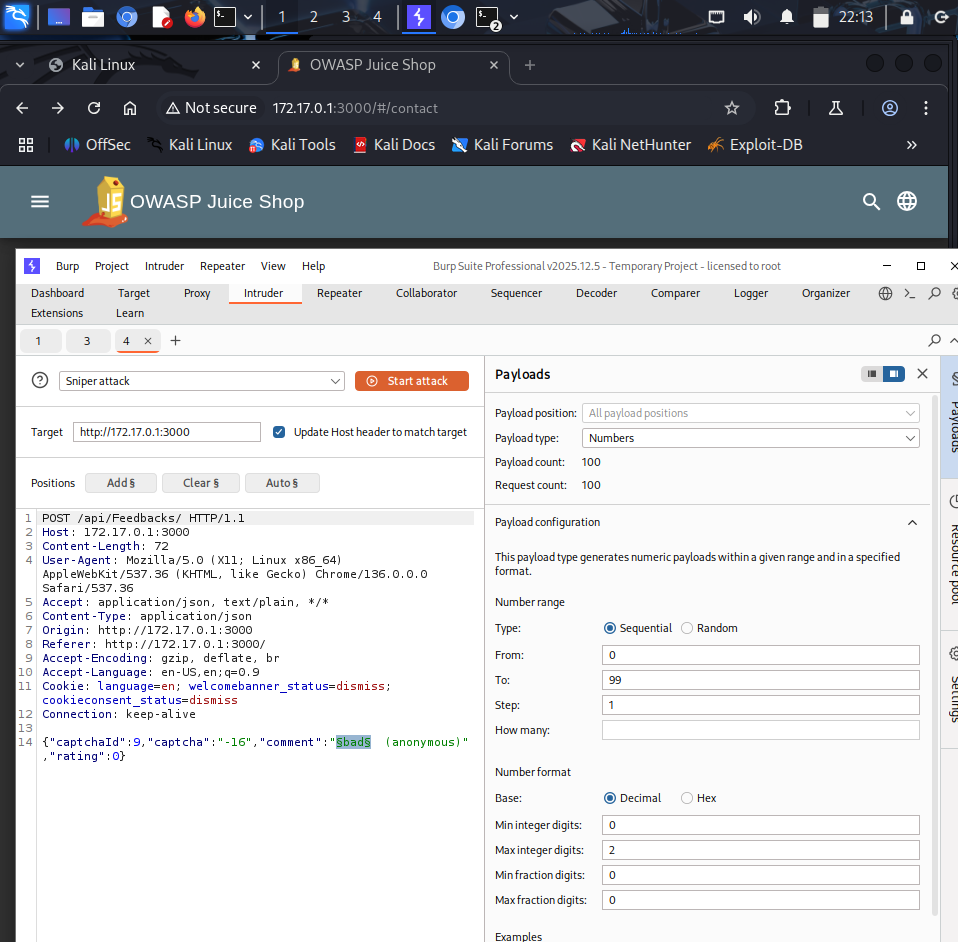 1 2 3 4 2 22:13
Kali Linux OWASP Juice Shop
Not secure 172.17.0.1:3000/#/contact
OffSec Kali Linux Kali Tools Kali Docs Kali Forums Kali NetHunter Exploit-DB »
OWASP Juice Shop
Burp Project Intruder Repeater View Help Burp Suite Professional v2025.12.5 - Temporary Project - licensed to root
Dashboard Target Proxy Intruder Repeater Collaborator Sequencer Decoder Comparer Logger Organizer
Extensions Learn
1 3 4 × +
Sniper attack Start attack
Target http://172.17.0.1:3000 Update Host header to match target
Positions Add § Clear § Auto §
1 POST /api/Feedbacks/ HTTP/1.1
2 Host: 172.17.0.1:3000
3 Content-Length: 72
4 User-Agent: Mozilla/5.0 (X11; Linux x86_64)
AppleWebKit/537.36 (KHTML, like Gecko) Chrome/136.0.0.0
Safari/537.36
5 Accept: application/json, text/plain, */*
6 Content-Type: application/json
7 Origin: http://172.17.0.1:3000
8 Referer: http://172.17.0.1:3000/
9 Accept-Encoding: gzip, deflate, br
10 Accept-Language: en-US,en;q=0.9
11 Cookie: language=en; welcomebanner_status=dismiss;
cookieconsent_status=dismiss
12 Connection: keep-alive
13
14 {"captchaId":9,"captcha":"-16","comment":"§bad§  (anonymous)"
,"rating":0}
Payloads
Payload position: All payload positions
Payload type: Numbers
Payload count: 100
Request count: 100
Payload configuration
This payload type generates numeric payloads within a given range and in a specified
format.
Number range
Type: Sequential Random
From: 0
To: 99
Step: 1
How many:
Number format
Base: Decimal Hex
Min integer digits: 0
Max integer digits: 2
Min fraction digits: 0
Max fraction digits: 0
Examples
Payloads
Resource pool
Settings